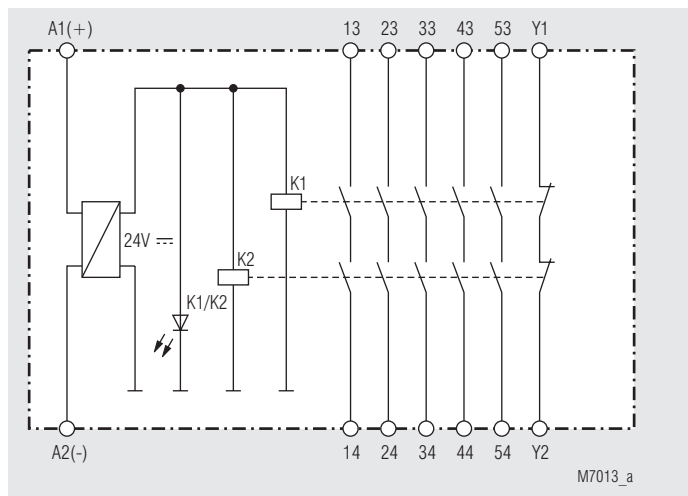 A1(+) 13 23 33 43 53 Y1
K1
24V
K2
K1/K2
A2(-) 14 24 34 44 54 Y2
M7013_a